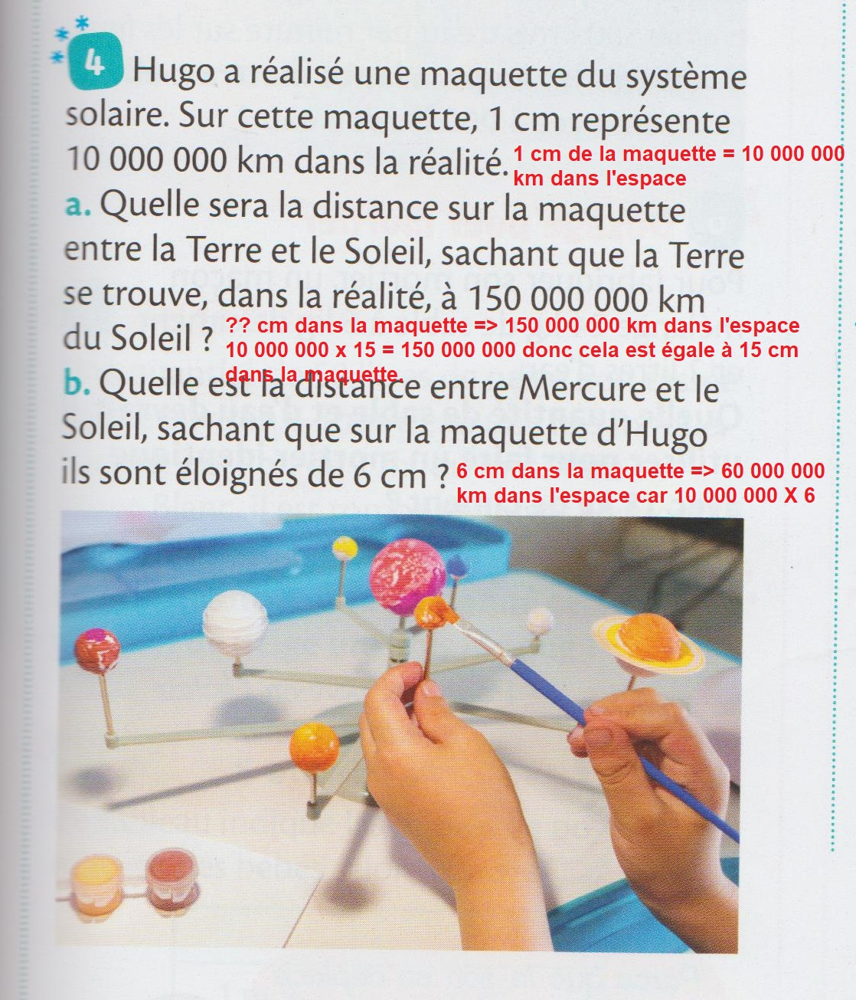 4 Hugo a réalisé une maquette du système
solaire. Sur cette maquette, 1 cm représente
10 000 000 km dans la réalité.
1 cm de la maquette = 10 000 000
km dans l'espace
a. Quelle sera la distance sur la maquette
entre la Terre et le Soleil, sachant que la Terre
se trouve, dans la réalité, à 150 000 000 km
du Soleil ?
?? cm dans la maquette => 150 000 000 km dans l'espace
10 000 000 x 15 = 150 000 000 donc cela est égale à 15 cm
dans la maquette.
b. Quelle est la distance entre Mercure et le
Soleil, sachant que sur la maquette d'Hugo
ils sont éloignés de 6 cm ?
6 cm dans la maquette => 60 000 000
km dans l'espace car 10 000 000 X 6